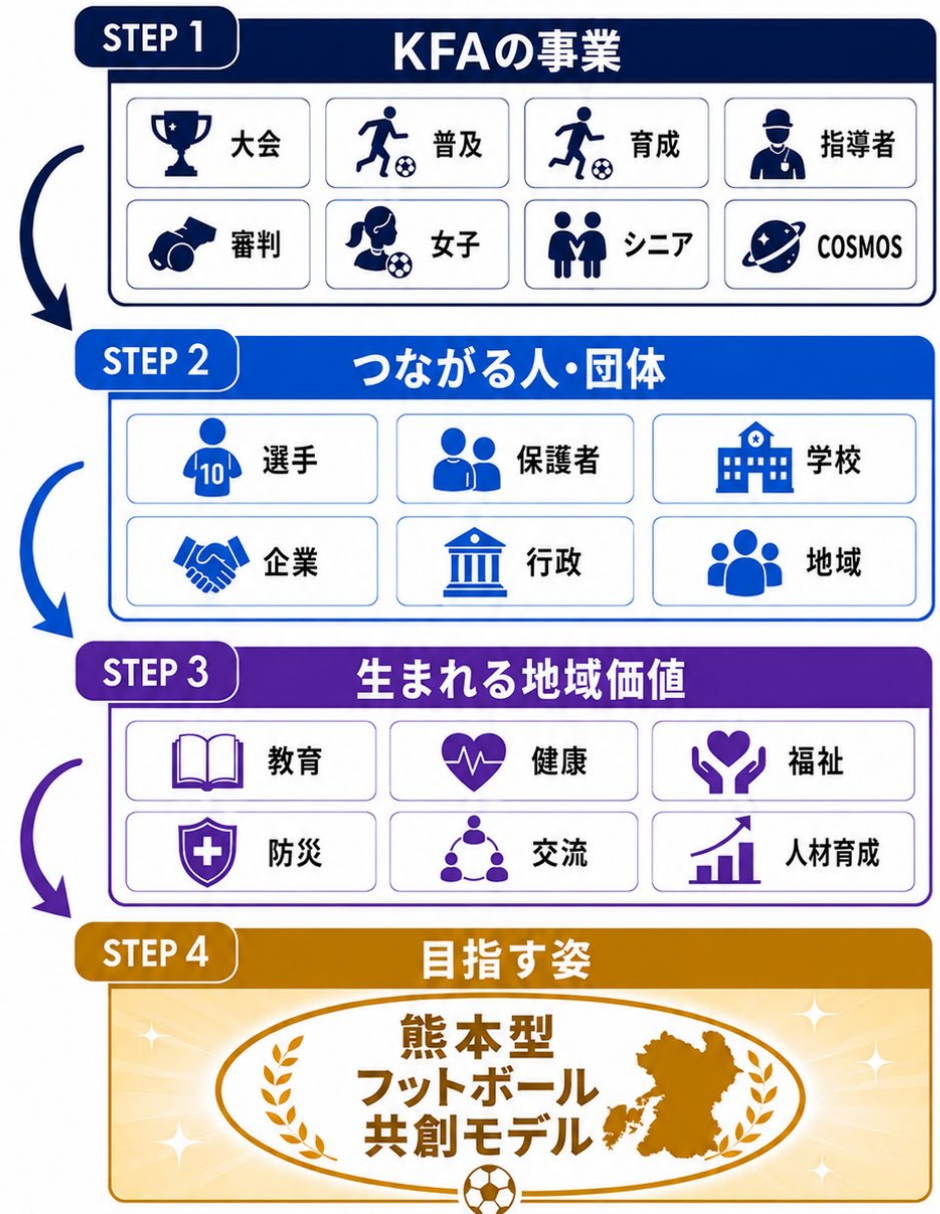 STEP 1
KFAの事業
大会
普及
育成
指導者
審判
女子
シニア
COSMOS
STEP 2
つながる人・団体
10
選手
保護者
学校
企業
行政
地域
STEP 3
生まれる地域価値
教育
健康
福祉
防災
交流
人材育成
STEP 4
目指す姿
熊本型
フットボール
共創モデル